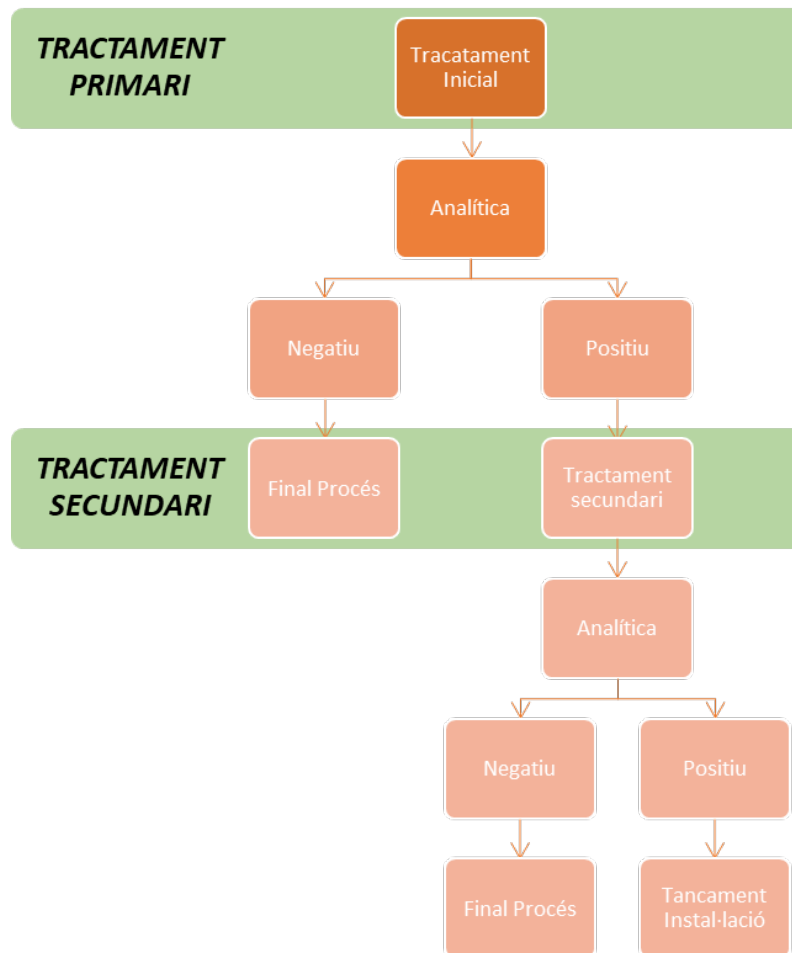 TRACTAMENT
PRIMARI
Tracatament
Inicial
Analítica
Negatiu
Positiu
TRACTAMENT
SECUNDARI
Final Procés
Tractament
secundari
Analítica
Negatiu
Positiu
Final Procés
Tancament
Instal·lació